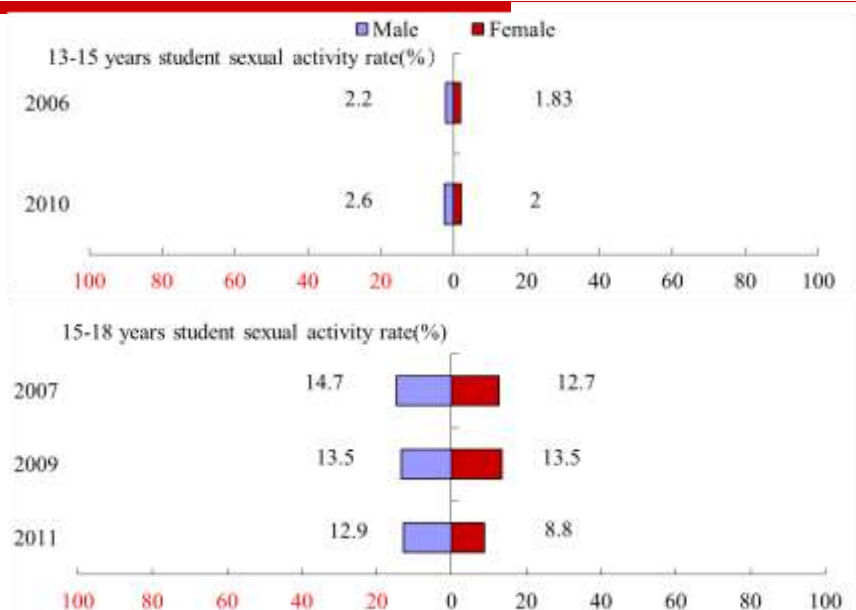 Male Female
13-15 years student sexual activity rate(%)
2006 2.2 1.83
2010 2.6 2
100 80 60 40 20 0 20 40 60 80 100
15-18 years student sexual activity rate(%)
2007 14.7 12.7
2009 13.5 13.5
2011 12.9 8.8
100 80 60 40 20 0 20 40 60 80 100